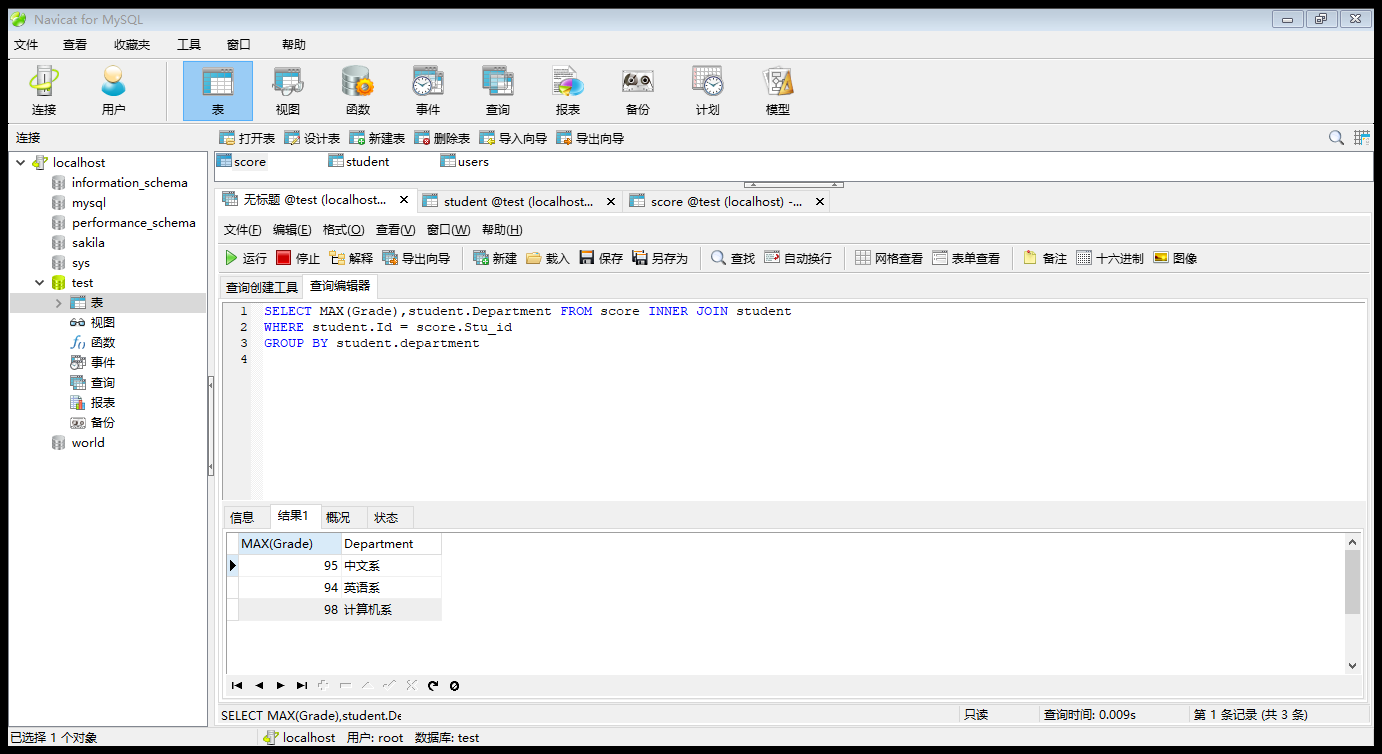 Navicat for MySQL
文件 查看 收藏夹 工具 窗口 帮助
连接 用户 表 视图 函数 事件 查询 报表 备份 计划 模型
连接 打开表 设计表 新建表 删除表 导入向导 导出向导
score student users
localhost
information_schema
mysql
performance_schema
sakila
sys
test
表
视图
函数
事件
查询
报表
备份
world
无标题 @test (localhost... student @test (localhost... score @test (localhost) -...
文件(F) 编辑(E) 格式(O) 查看(V) 窗口(W) 帮助(H)
运行 停止 解释 导出向导 新建 载入 保存 另存为 查找 自动换行 网格查看 表单查看 备注 十六进制 图像
查询创建工具 查询编辑器
1 SELECT MAX(Grade),student.Department FROM score INNER JOIN student
2 WHERE student.Id = score.Stu_id
3 GROUP BY student.department
4
信息 结果1 概况 状态
MAX(Grade) Department
95 中文系
94 英语系
98 计算机系
SELECT MAX(Grade),student.De 只读 查询时间: 0.009s 第 1 条记录 (共 3 条)
已选择 1 个对象 localhost 用户: root 数据库: test